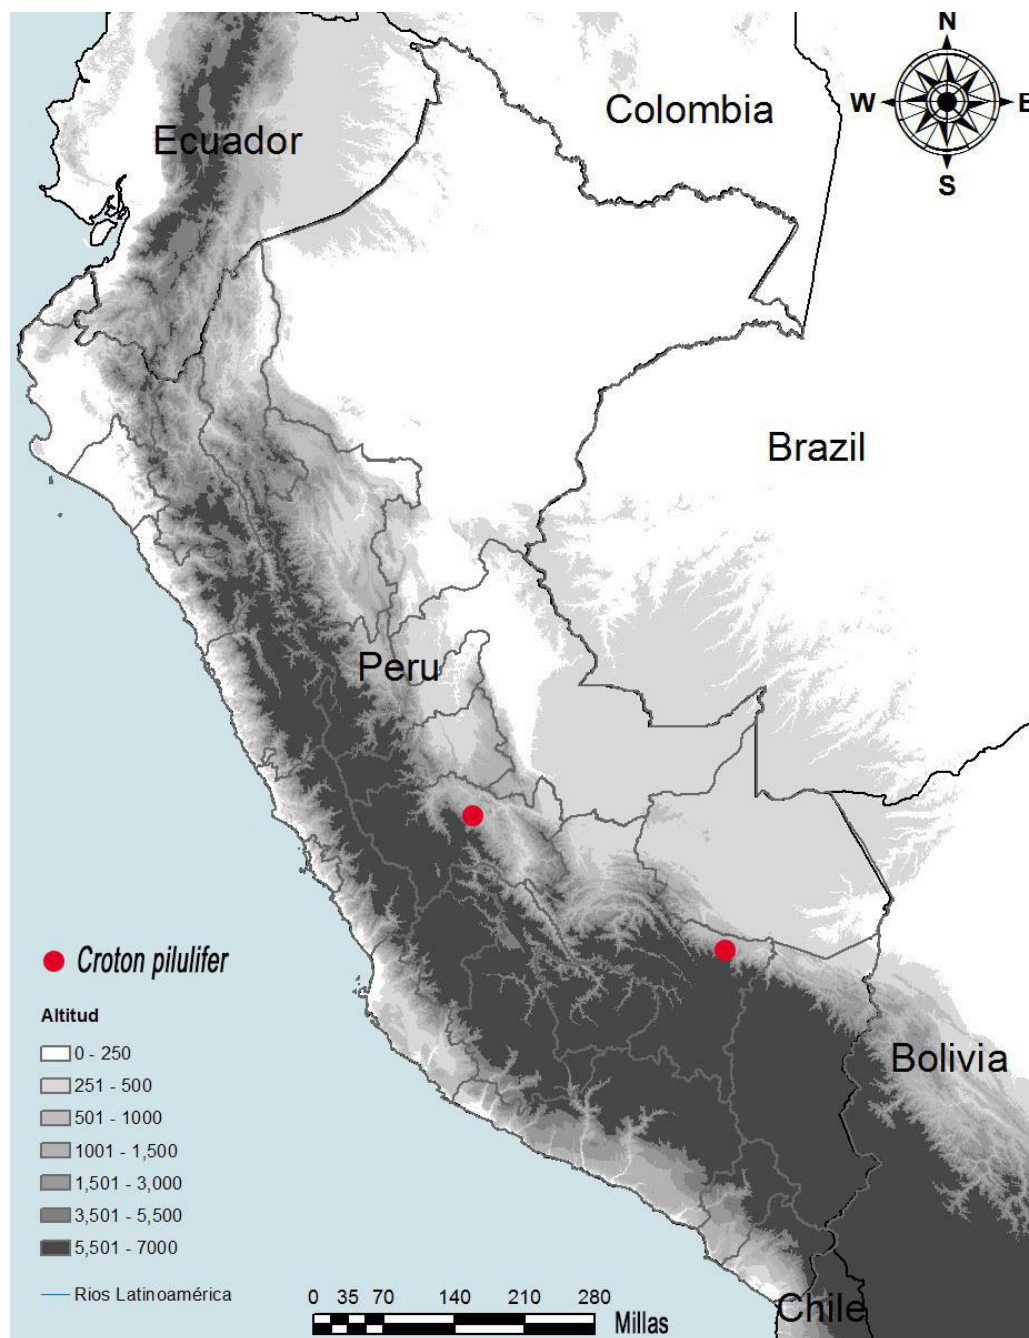 N
W
E
S
Colombia
Ecuador
Brazil
Peru
Croton pilulifer
Altitud
0 - 250
251 - 500
501 - 1000
1001 - 1,500
1,501 - 3,000
3,501 - 5,500
5,501 - 7000
Rios Latinoamérica
Bolivia
0 35 70 140 210 280
Millas
Chile